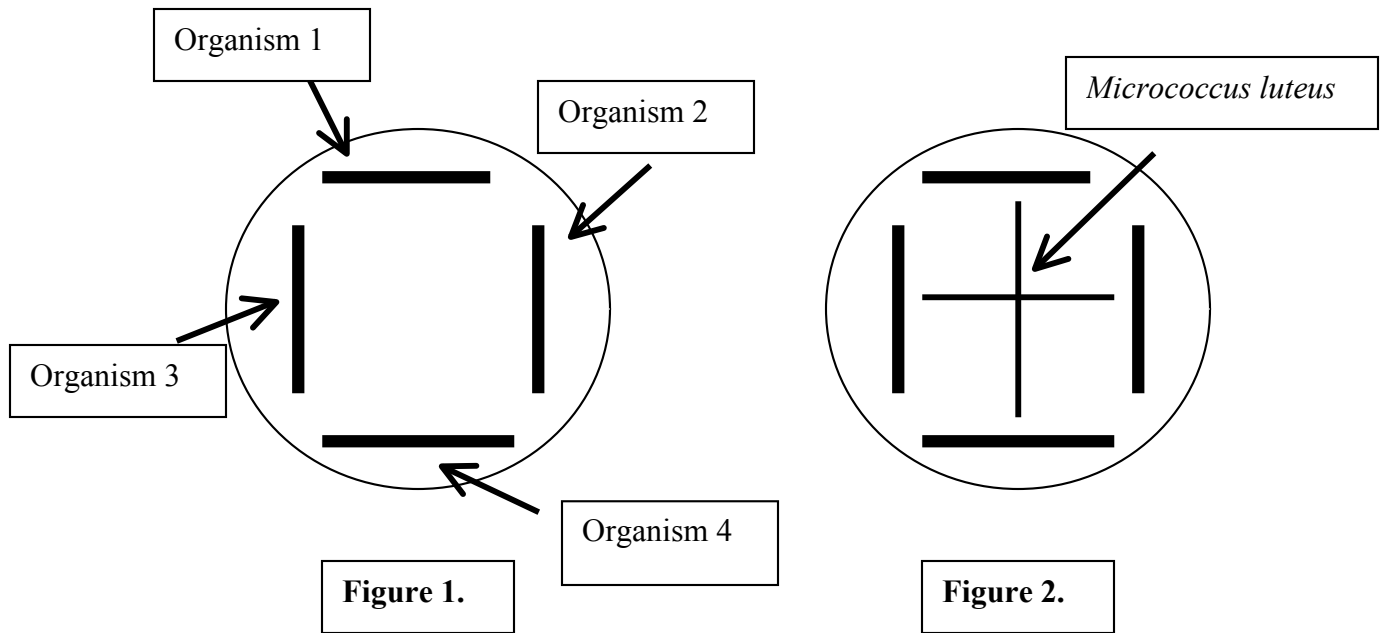 Organism 1
Organism 2
Micrococcus luteus
Organism 3
Organism 4
Figure 1.
Figure 2.